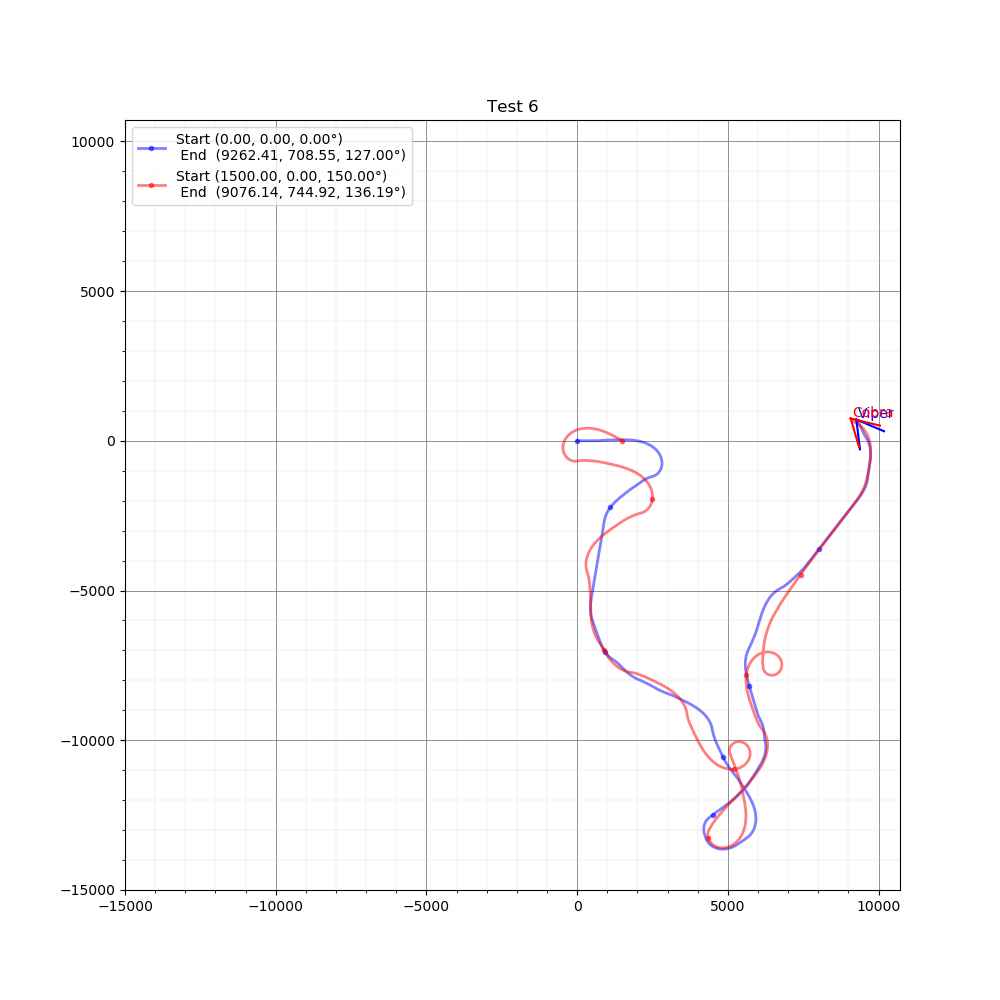 Test 6
Start (0.00, 0.00, 0.00°)
End (9262.41, 708.55, 127.00°)
Start (1500.00, 0.00, 150.00°)
End (9076.14, 744.92, 136.19°)
10000
5000
0
−5000
−10000
−15000
Cobra
Viper
−15000
−10000
−5000
0
5000
10000